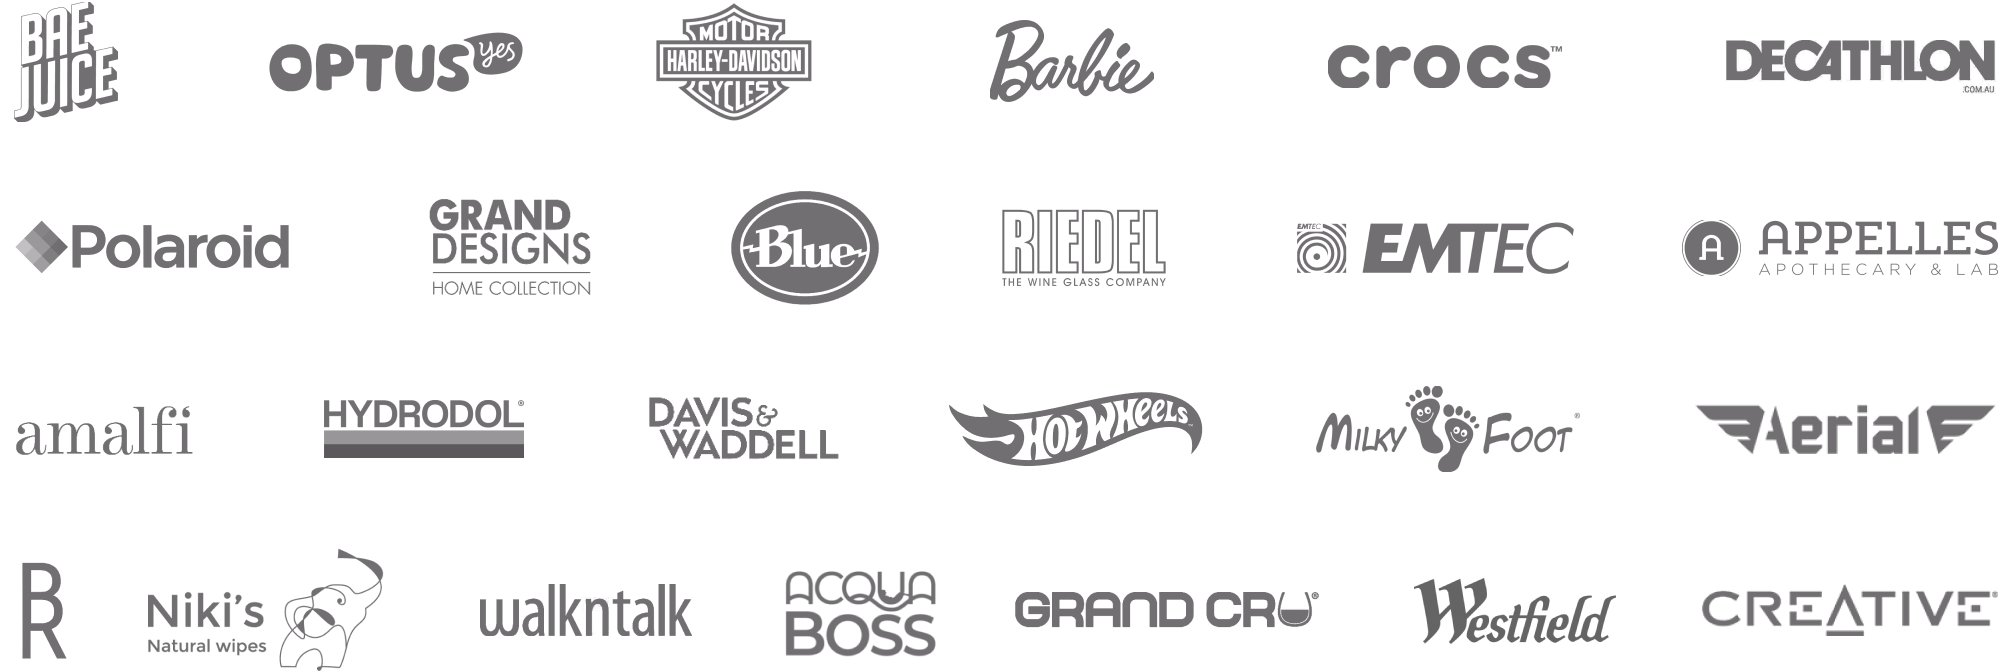 BAE
JUICE
OPTUS yes
MOTOR
HARLEY-DAVIDSON
CYCLES
Barbie
crocs™
DECATHLON
.COM.AU
Polaroid
GRAND
DESIGNS
HOME COLLECTION
Blue
RIEDEL
THE WINE GLASS COMPANY
EMTEC
EMTEC
A
APPELLES
APOTHECARY & LAB
amalfi
HYDRODOL®
DAVIS &
WADDELL
HOT WHEELS
MILKY FOOT®
Aerial
BR
Niki's
Natural wipes
walkntalk
ACQUA
BOSS
GRAND CRU®
Westfield
CREATIVE®